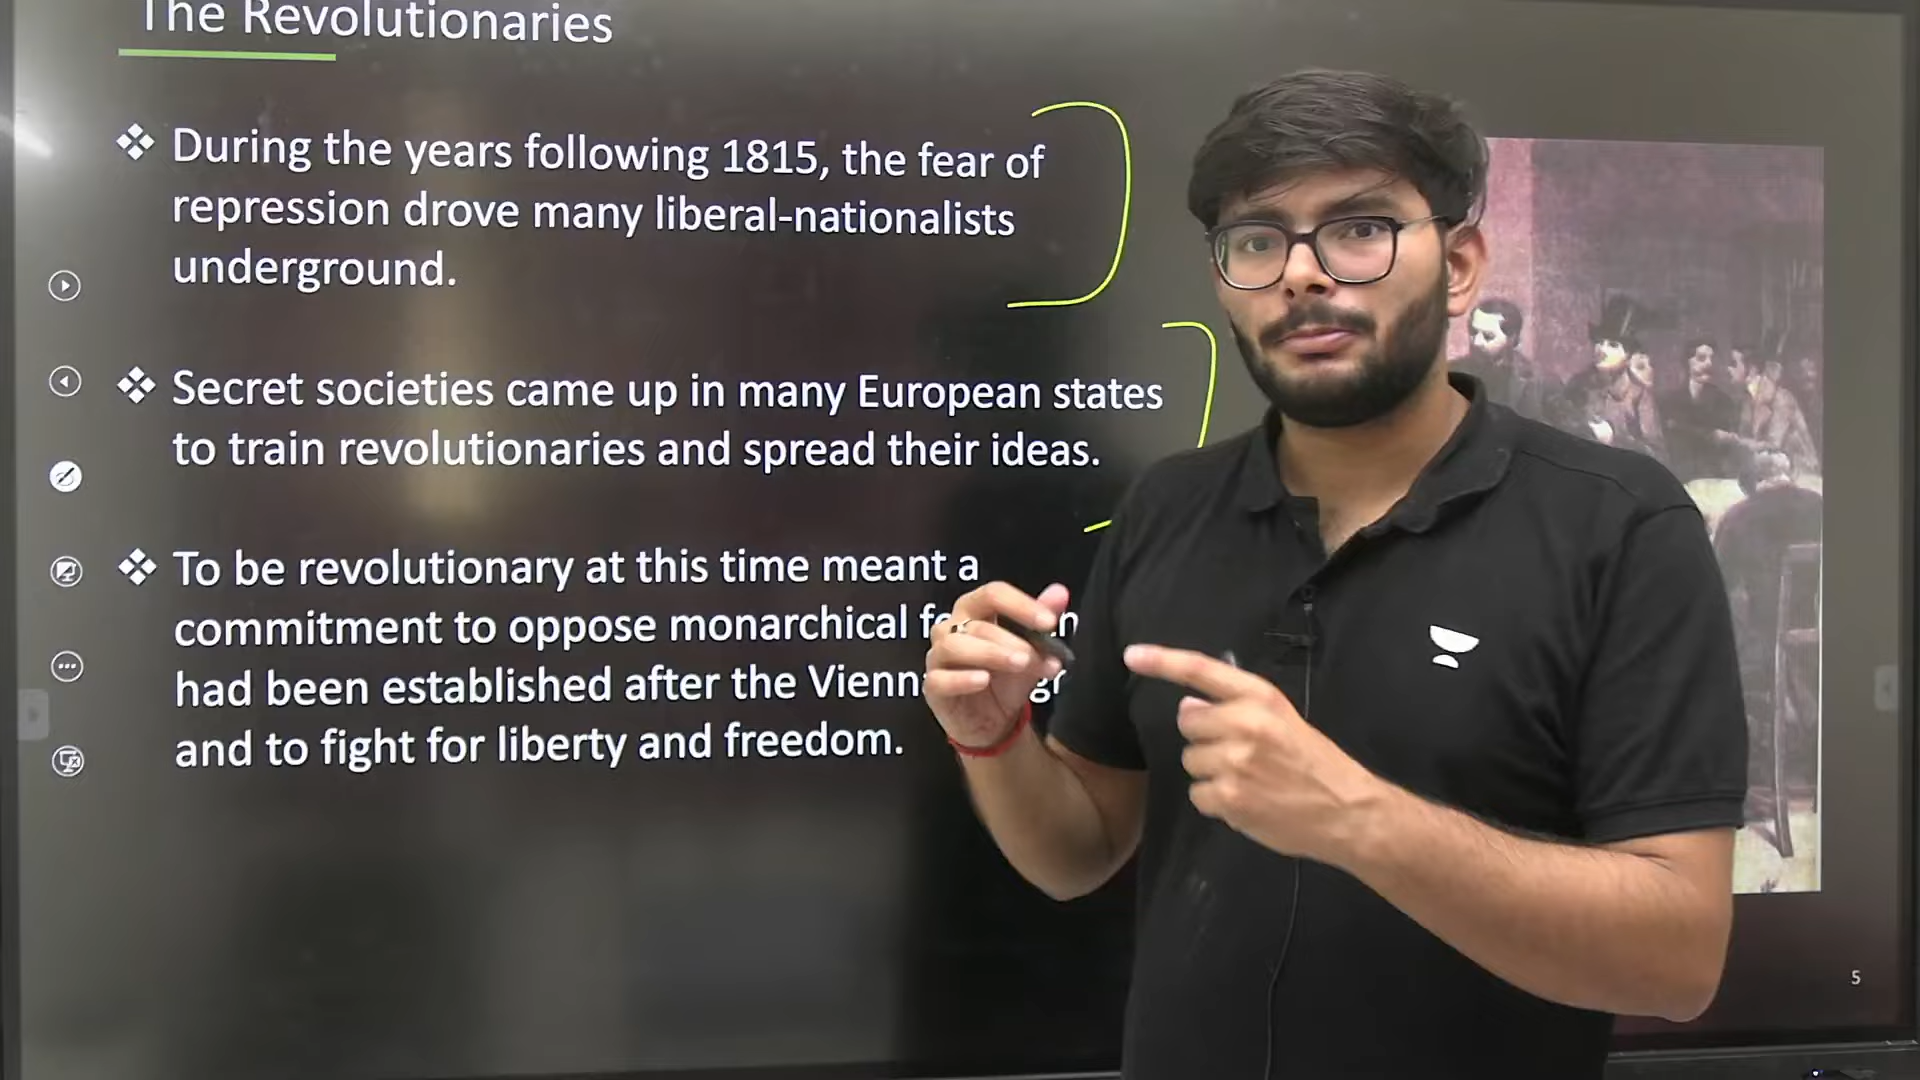 The Revolutionaries
During the years following 1815, the fear of
repression drove many liberal-nationalists
underground.
Secret societies came up in many European states
to train revolutionaries and spread their ideas.
To be revolutionary at this time meant a
commitment to oppose monarchical
had been established after the
and to fight for liberty and freedom.
5